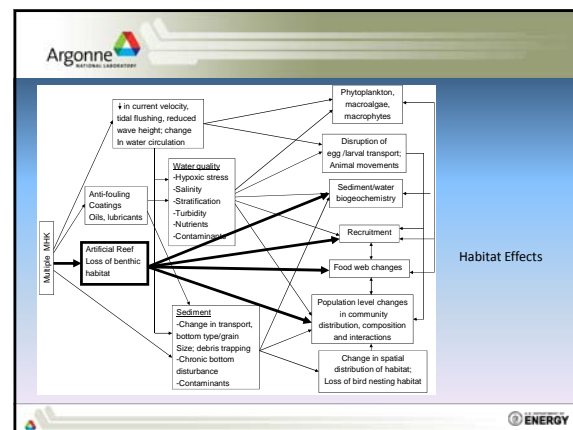 Argonne
NATIONAL LABORATORY
Multiple MHK
↓ in current velocity,
tidal flushing, reduced
wave height; change
In water circulation
Anti-fouling
Coatings
Oils, lubricants
Artificial Reef
Loss of benthic
habitat
Water quality
-Hypoxic stress
-Salinity
-Stratification
-Turbidity
-Nutrients
-Contaminants
Sediment
-Change in transport,
bottom type/grain
Size; debris trapping
-Chronic bottom
disturbance
-Contaminants
Phytoplankton,
macroalgae,
macrophytes
Disruption of
egg /larval transport;
Animal movements
Sediment/water
biogeochemistry
Recruitment
Food web changes
Population level changes
in community
distribution, composition
and interactions
Change in spatial
distribution of habitat;
Loss of bird nesting habitat
Habitat Effects
U.S. DEPARTMENT OF
ENERGY